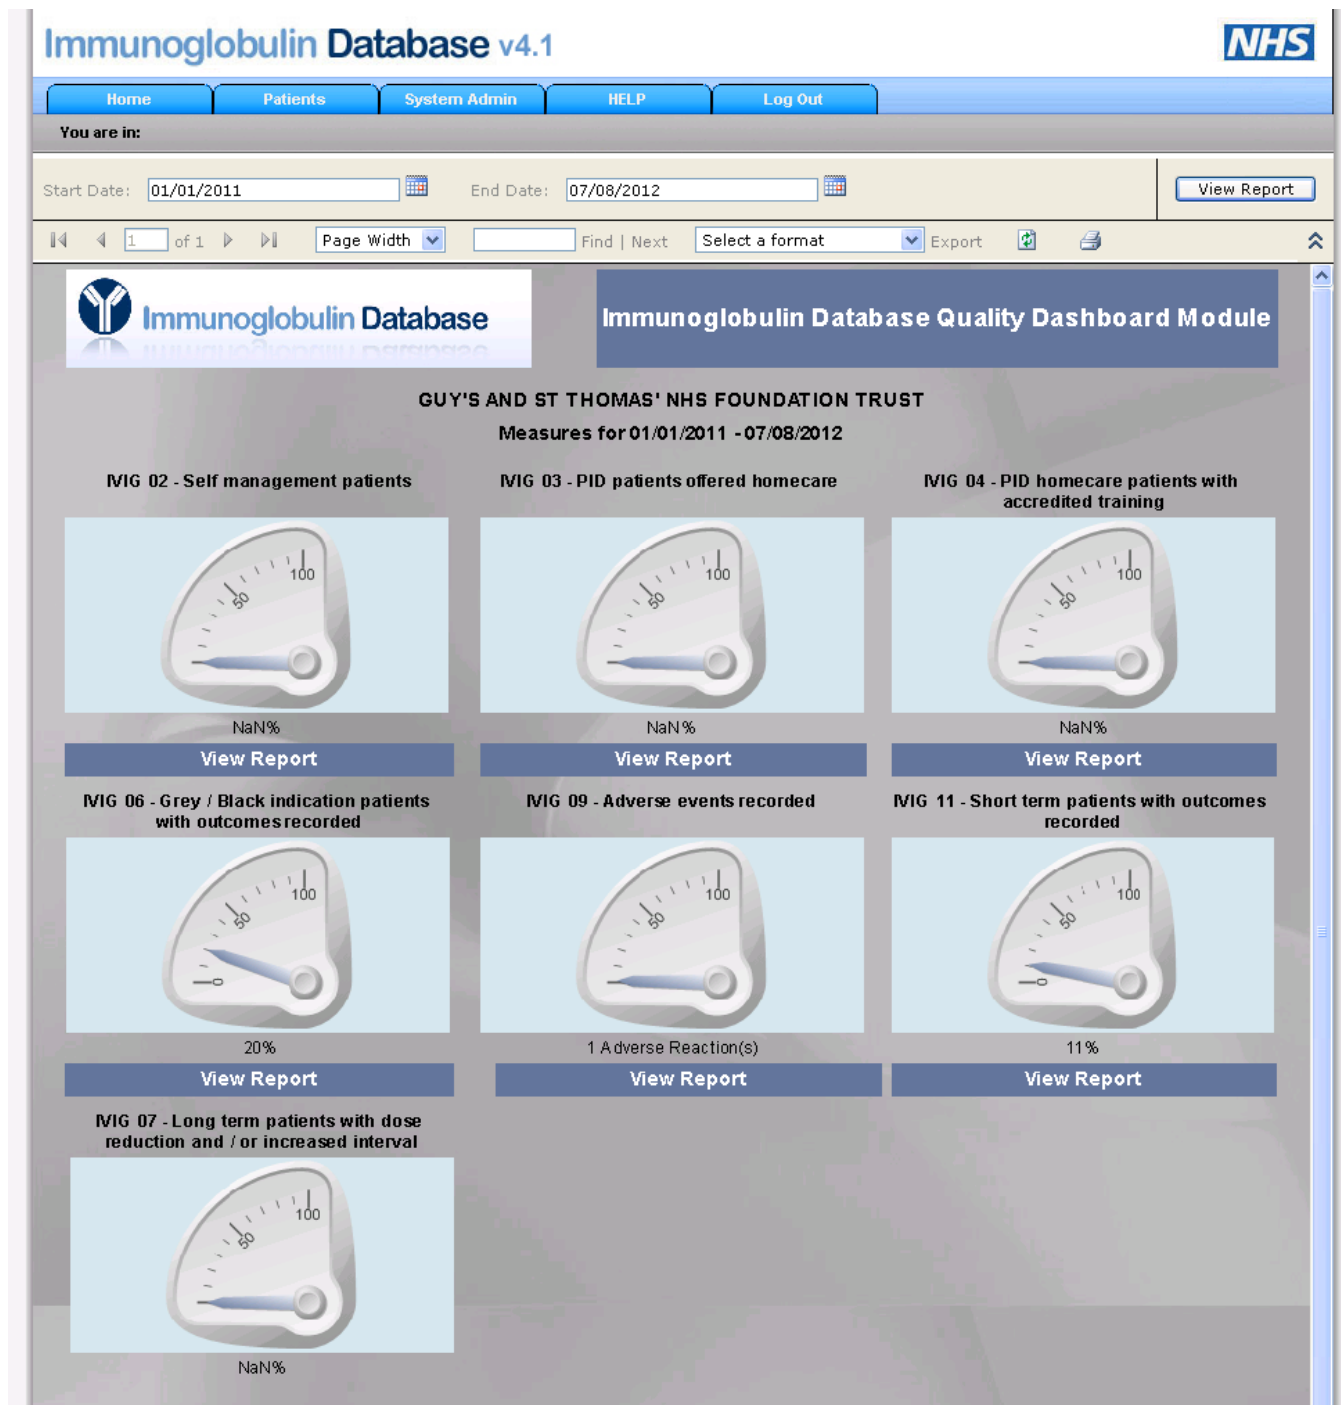 Immunoglobulin Database v4.1
NHS
Home Patients System Admin HELP Log Out
You are in:
Start Date: 01/01/2011 End Date: 07/08/2012 View Report
1 of 1 Page Width Find | Next Select a format Export
Immunoglobulin Database
Immunoglobulin Database Quality Dashboard Module
GUY'S AND ST THOMAS' NHS FOUNDATION TRUST
Measures for 01/01/2011 - 07/08/2012
IVIG 02 - Self management patients
50
100
NaN%
View Report
IVIG 03 - PID patients offered homecare
50
100
NaN%
View Report
IVIG 04 - PID homecare patients with
accredited training
50
100
NaN%
View Report
IVIG 06 - Grey / Black indication patients
with outcomes recorded
0
50
100
20%
View Report
IVIG 09 - Adverse events recorded
50
100
1 Adverse Reaction(s)
View Report
IVIG 11 - Short term patients with outcomes
recorded
0
50
100
11%
View Report
IVIG 07 - Long term patients with dose
reduction and / or increased interval
50
100
NaN%